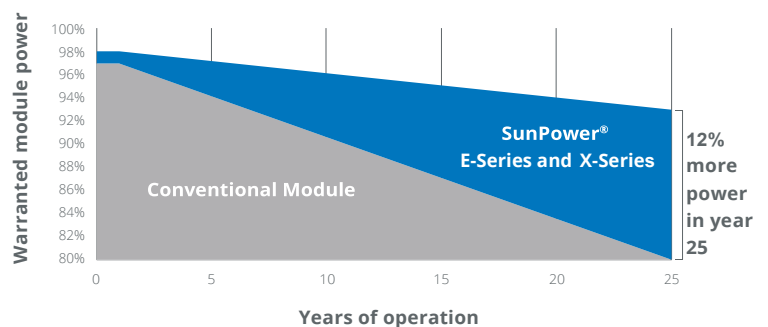 Warranted module power
100%
98%
96%
94%
92%
90%
88%
86%
84%
82%
80%
SunPower®
E-Series and X-Series
Conventional Module
12%
more
power
in year
25
0 5 10 15 20 25
Years of operation